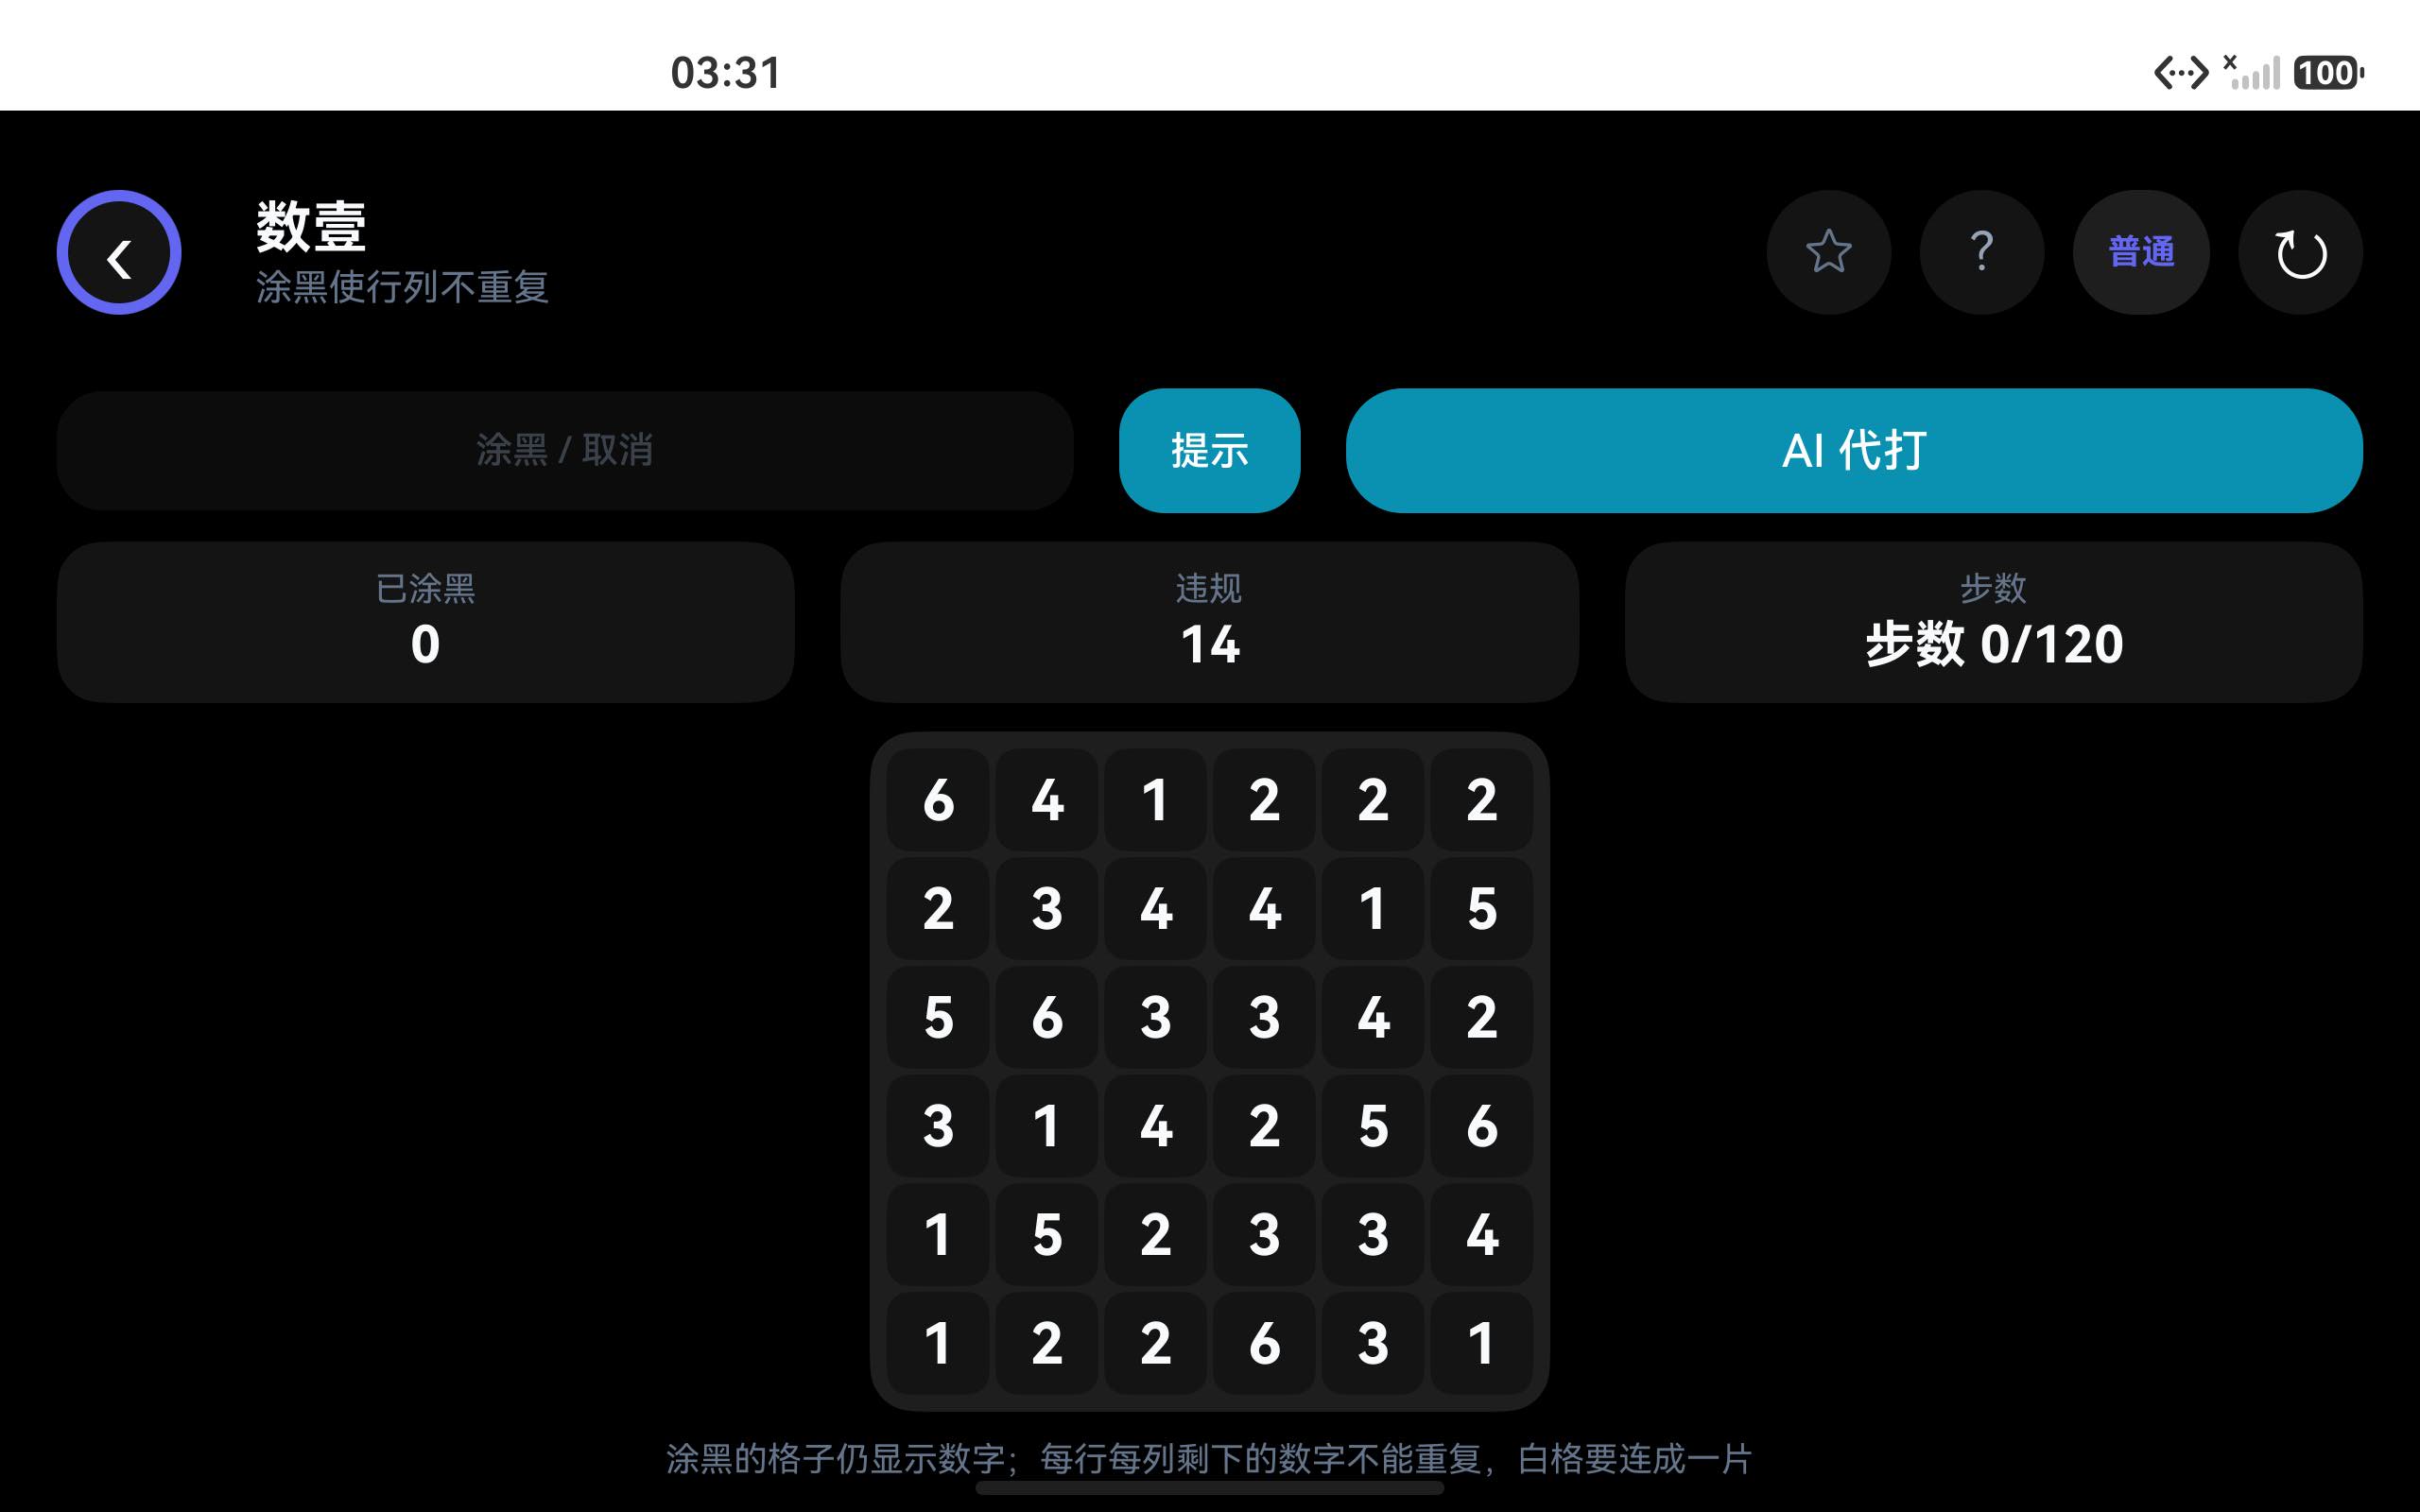 03:31
100
数壹
涂黑使行列不重复
?
普通
涂黑 / 取消
提示
AI 代打
已涂黑
0
违规
14
步数
步数 0/120
6 4 1 2 2 2
2 3 4 4 1 5
5 6 3 3 4 2
3 1 4 2 5 6
1 5 2 3 3 4
1 2 2 6 3 1
涂黑的格子仍显示数字；每行每列剩下的数字不能重复，白格要连成一片